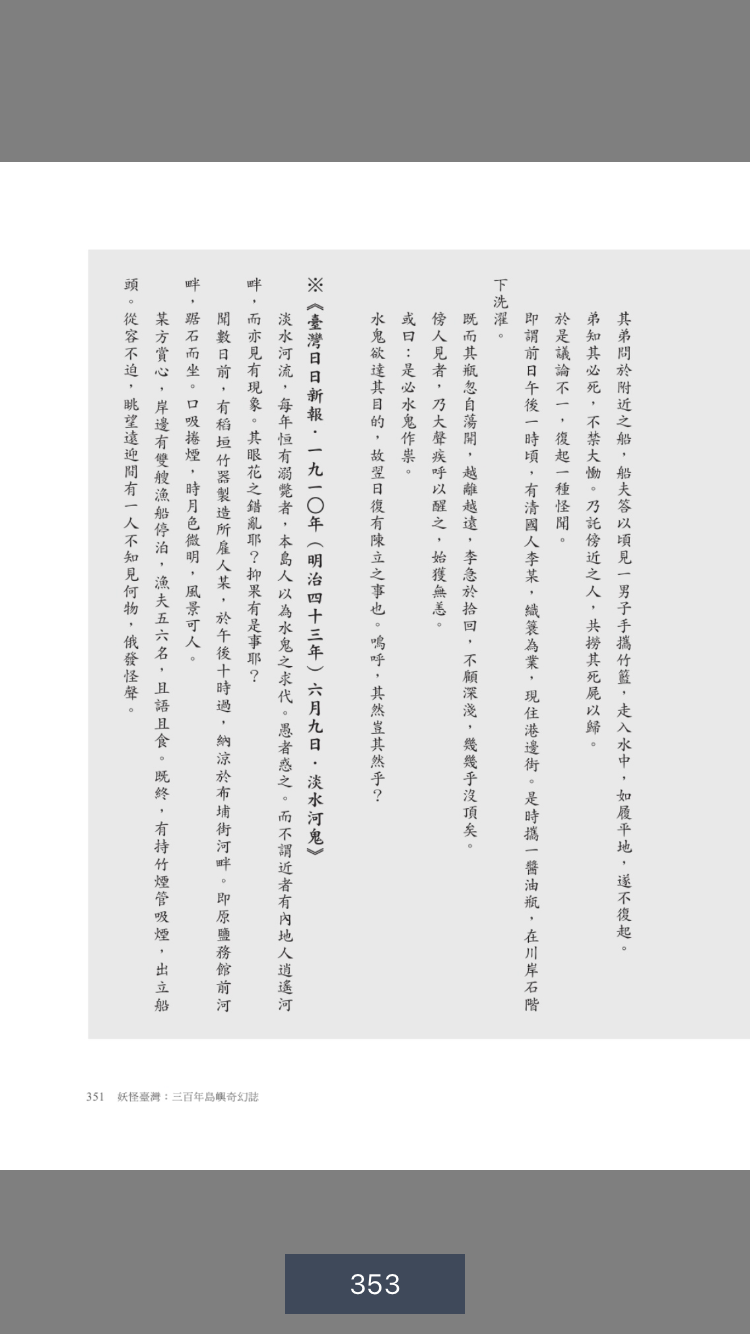 其弟問於附近之船，船夫答以頃見一男子手攜竹籃，走入水中，如履平地，遂不復起。
弟知其必死，不禁大慟。乃託傍近之人，共撈其死屍以歸。
於是議論不一，復起一種怪聞。
即謂前日午後一時頃，有清國人李某，織簑為業，現住港邊街。是時攜一醬油瓶，在川岸石階
下洗濯。
既而其瓶忽自蕩開，越離越遠，李急於拾回，不顧深淺，幾幾乎沒頂矣。
傍人見者，乃大聲疾呼以醒之，始獲無恙。
或曰：是必水鬼作祟。
水鬼欲達其目的，故翌日復有陳立之事也。嗚呼，其然豈其然乎？
※《臺灣日日新報．一九一〇年（明治四十三年）六月九日．淡水河鬼》
淡水河流，每年恒有溺斃者，本島人以為水鬼之求代。愚者惑之。而不謂近者有內地人逍遙河
畔，而亦見有現象。其眼花之錯亂耶？抑果有是事耶？
聞數日前，有稻垣竹器製造所雇人某，於午後十時過，納涼於布埔街河畔。即原鹽務館前河
畔，踞石而坐。口吸捲煙，時月色微明，風景可人。
某方賞心，岸邊有雙艘漁船停泊，漁夫五六名，且語且食。既終，有持竹煙管吸煙，出立船
頭。從容不迫，眺望遠迎間有一人不知見何物，俄發怪聲。
351 妖怪臺灣：三百年島嶼奇幻誌
353